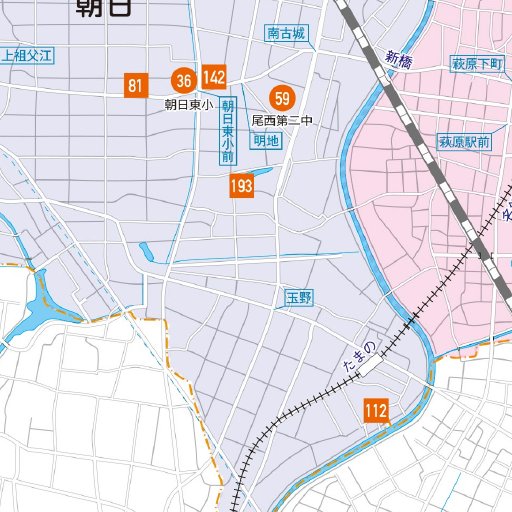 朝日
南古城
新橋
上祖父江
萩原下町
81
36
142
59
朝日東小
尾西第二中
朝日東小前
明地
萩原駅前
193
玉野
たまの
112